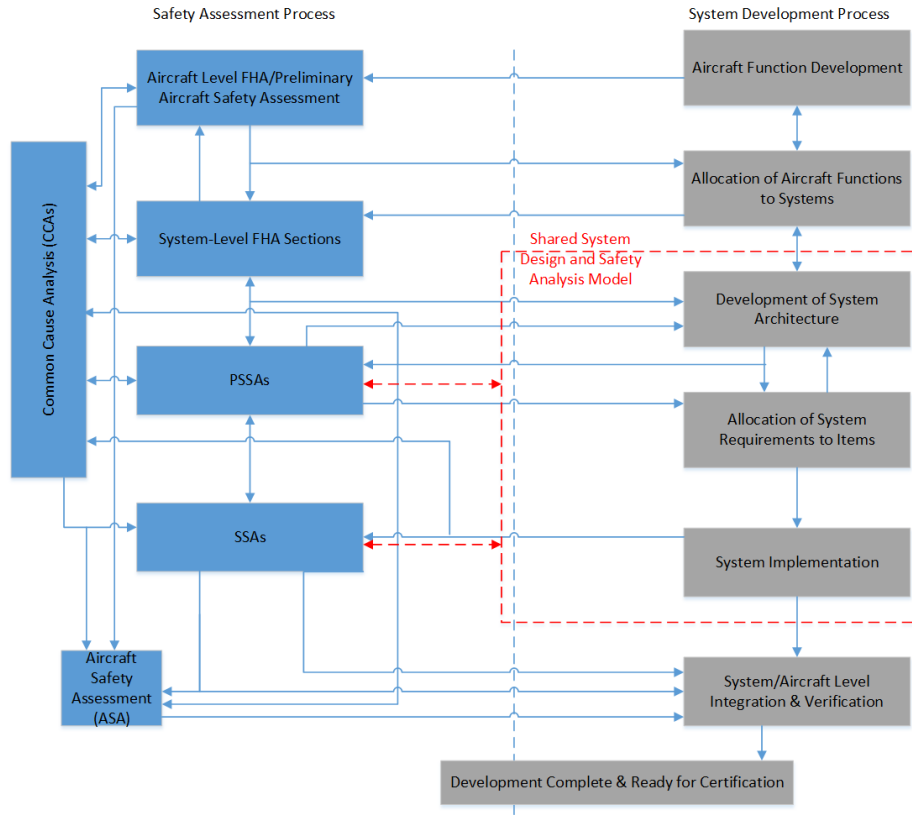 Safety Assessment Process
System Development Process
Aircraft Level FHA/Preliminary
Aircraft Safety Assessment
Aircraft Function Development
Common Cause Analysis (CCAs)
Allocation of Aircraft Functions
to Systems
System-Level FHA Sections
Shared System
Design and Safety
Analysis Model
Development of System
Architecture
PSSAs
Allocation of System
Requirements to Items
SSAs
System Implementation
Aircraft
Safety
Assessment
(ASA)
System/Aircraft Level
Integration & Verification
Development Complete & Ready for Certification